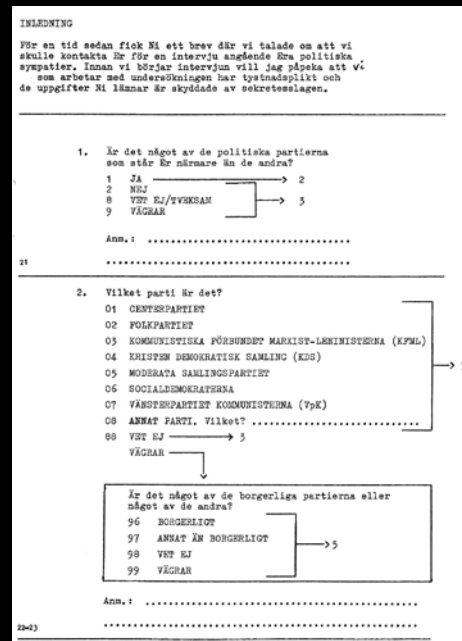 INLEDNING
För en tid sedan fick Ni ett brev där vi talade om att vi
skulle kontakta Er för en intervju angående Era politiska
sympatier. Innan vi börjar intervjun vill jag påpeka att vi
som arbetar med undersökningen har tystnadsplikt och
de uppgifter Ni lämnar är skyddade av sekretesslagen.
1. Är det något av de politiska partierna
som står Er närmare än de andra?
1 JA 2
2 NEJ
8 VET EJ/TVEKSAM 3
9 VÄGRAR
Anm.: ....................................
21 ...........................................
2. Vilket parti är det?
01 CENTERPARTIET
02 FOLKPARTIET
03 KOMMUNISTISKA FÖRBUNDET MARXIST-LENINISTERNA (KFML)
04 KRISTEN DEMOKRATISK SAMLING (KDS)
05 MODERATA SAMLINGSPARTIET
06 SOCIALDEMOKRATERNA
07 VÄNSTERPARTIET KOMMUNISTERNA (VpK)
08 ANNAT PARTI. Vilket? .............................
88 VET EJ 3
VÄGRAR
Är det något av de borgerliga partierna eller
något av de andra?
96 BORGERLIGT
97 ANNAT ÄN BORGERLIGT 5
98 VET EJ
99 VÄGRAR
Anm.: ................................................
22-23 ......................................................